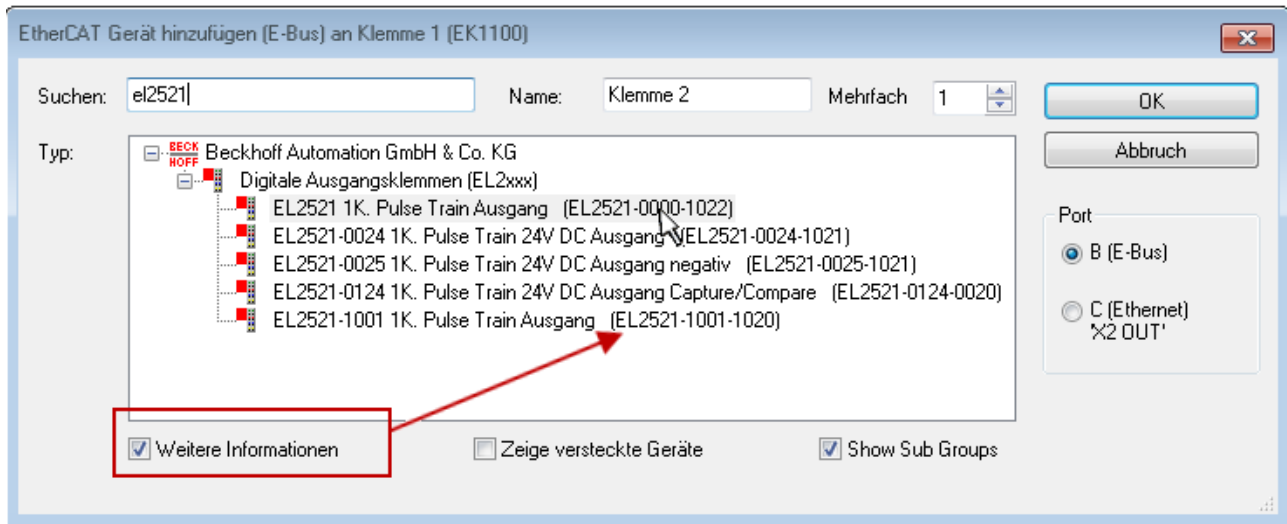 EtherCAT Gerät hinzufügen (E-Bus) an Klemme 1 (EK1100)
Suchen: el2521 Name: Klemme 2 Mehrfach 1 OK
Abbruch
Typ: BECKHOFF Beckhoff Automation GmbH & Co. KG
Digitale Ausgangsklemmen (EL2xxx)
EL2521 1K. Pulse Train Ausgang (EL2521-0000-1022)
EL2521-0024 1K. Pulse Train 24V DC Ausgang (EL2521-0024-1021)
EL2521-0025 1K. Pulse Train 24V DC Ausgang negativ (EL2521-0025-1021)
EL2521-0124 1K. Pulse Train 24V DC Ausgang Capture/Compare (EL2521-0124-0020)
EL2521-1001 1K. Pulse Train Ausgang (EL2521-1001-1020)
Port
B (E-Bus)
C (Ethernet)
'X2 OUT'
Weitere Informationen Zeige versteckte Geräte Show Sub Groups